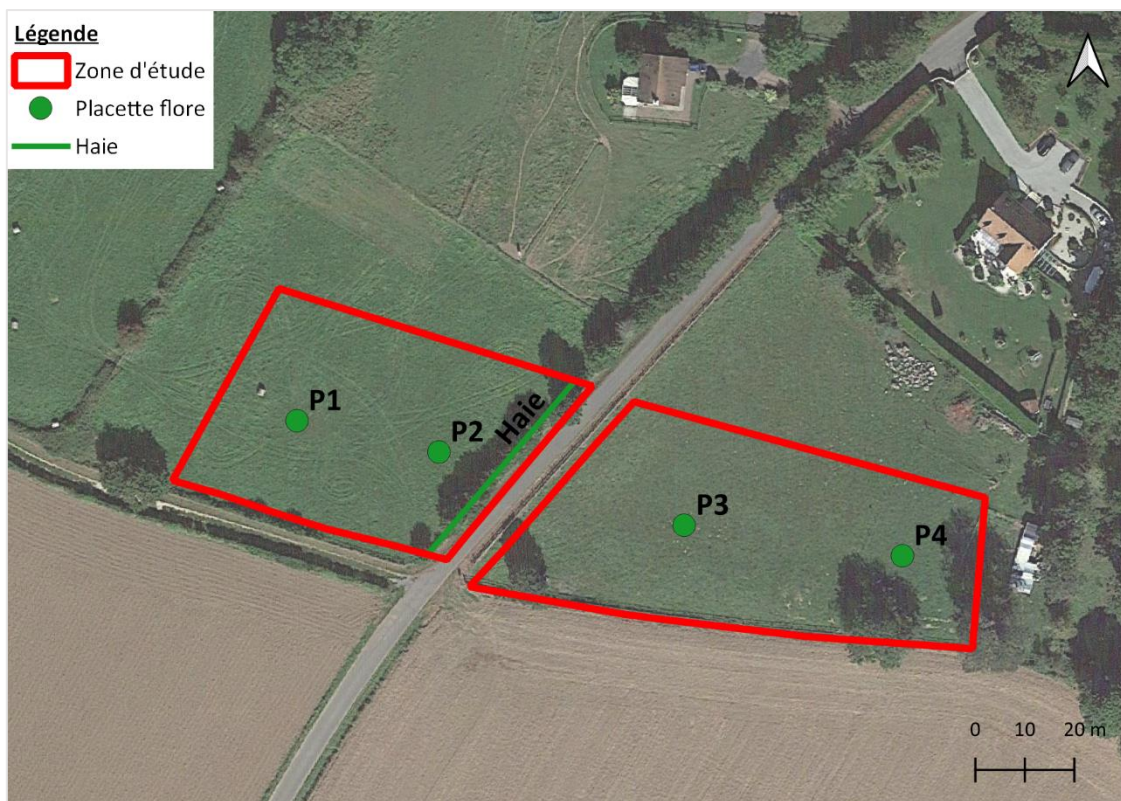 Légende
Zone d'étude
Placette flore
Haie
P1
P2
Haie
P3
P4
0 10 20 m